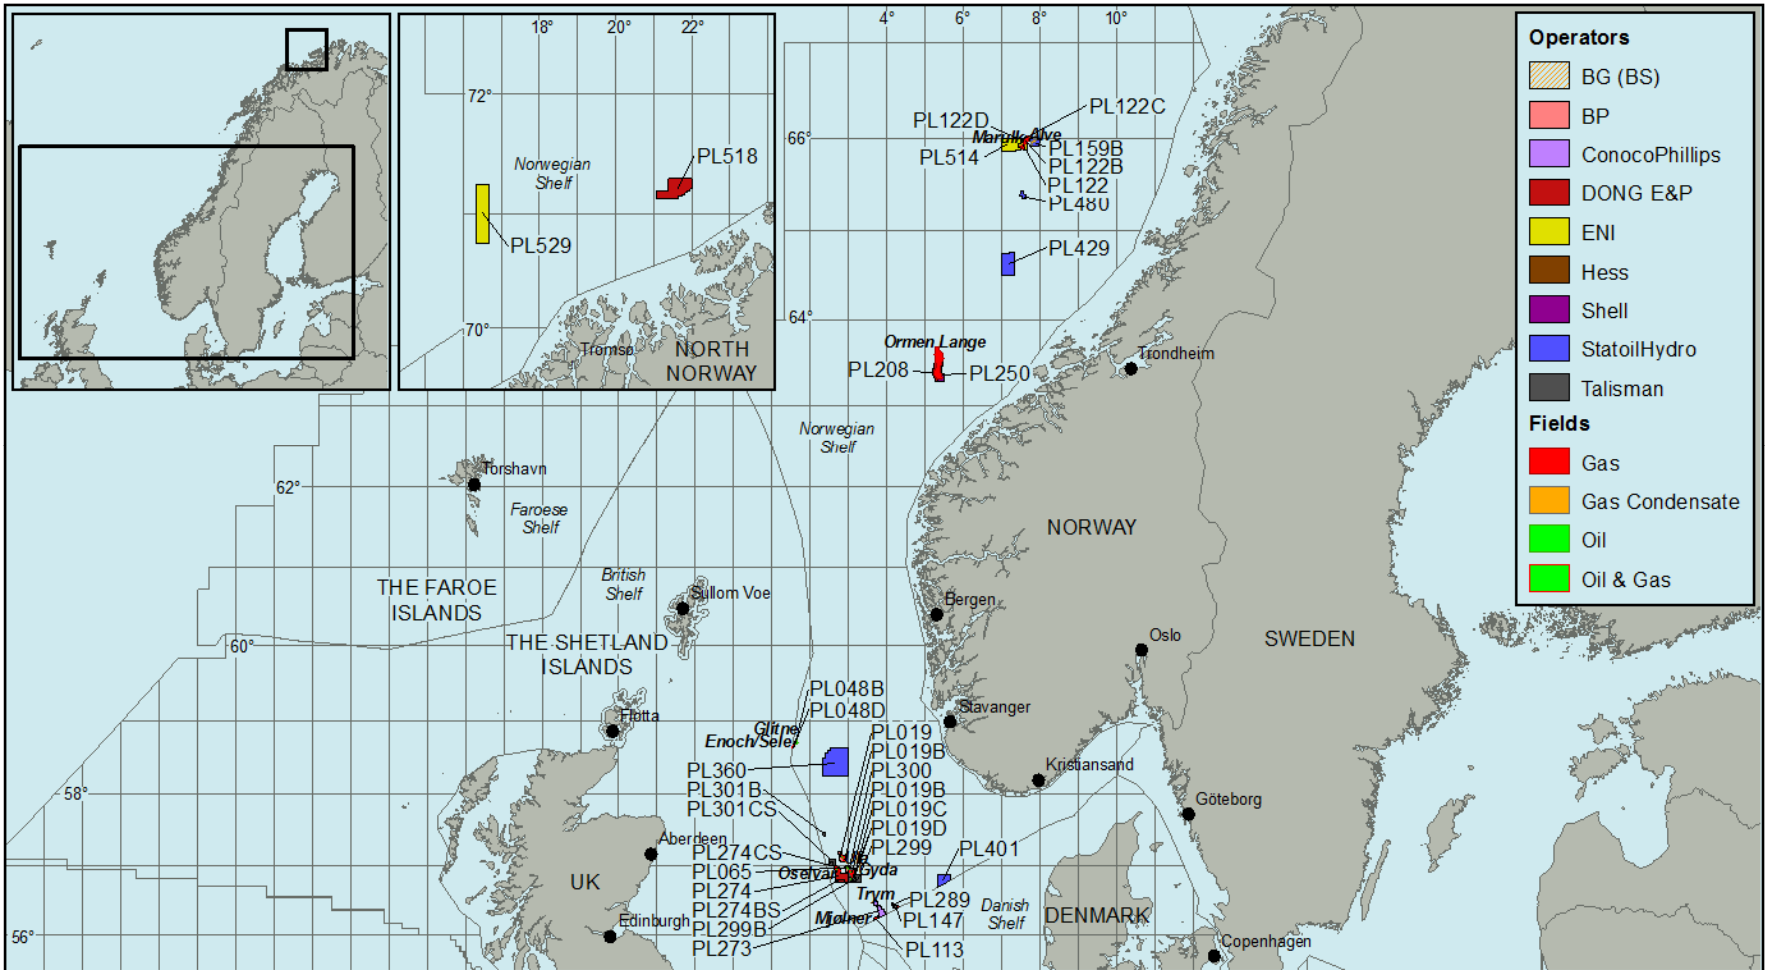 18°
20°
22°
72°
Norwegian
Shelf
PL518
PL529
70°
Tromsø
NORTH
NORWAY
4°
6°
8°
10°
PL122C
PL122D
Marulk
Alve
66°
PL514
PL159B
PL122B
PL122
PL480
PL429
64°
Ormen Lange
PL208
PL250
Trondheim
Norwegian
Shelf
Torshavn
62°
Faroese
Shelf
NORWAY
British
Shelf
THE FAROE
ISLANDS
Sullom Voe
Bergen
60°
THE SHETLAND
ISLANDS
Oslo
SWEDEN
PL048B
PL048D
Flotta
Stavanger
Glitne
Enoch/Selen
PL019
PL019B
PL360
PL300
Kristiansand
PL301B
PL019B
58°
PL301CS
PL019C
Göteborg
PL019D
Aberdeen
PL274CS
PL299
PL401
Ula
PL065
Oselvar
Gyda
UK
PL274
Trym
PL274BS
PL289
Danish
Shelf
DENMARK
Edinburgh
PL299B
Mjølner
PL147
56°
PL273
PL113
Copenhagen
Operators
BG (BS)
BP
ConocoPhillips
DONG E&P
ENI
Hess
Shell
StatoilHydro
Talisman
Fields
Gas
Gas Condensate
Oil
Oil & Gas